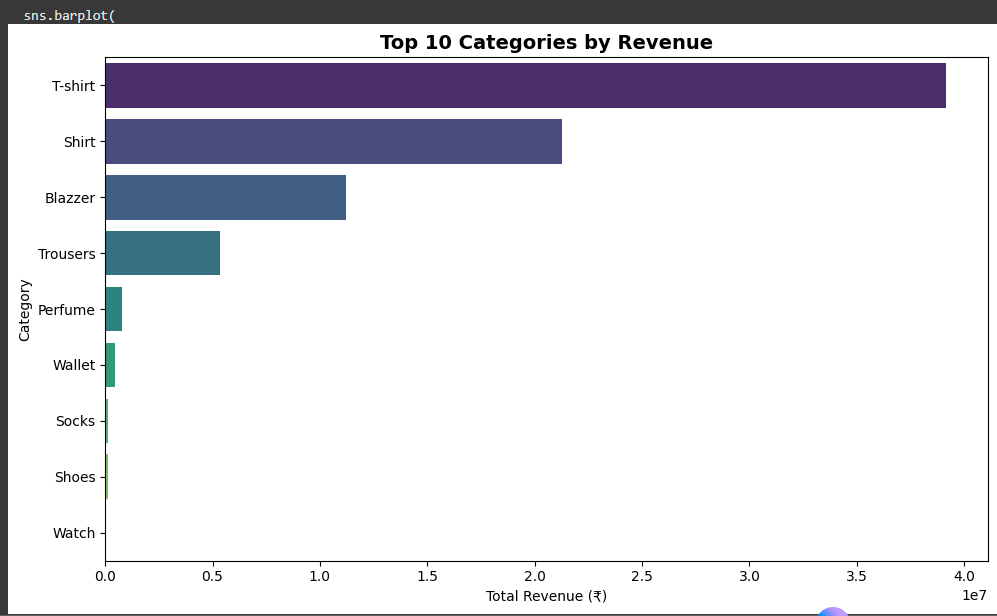 sns.barplot(
Top 10 Categories by Revenue
Category
T-shirt
Shirt
Blazzer
Trousers
Perfume
Wallet
Socks
Shoes
Watch
0.0 0.5 1.0 1.5 2.0 2.5 3.0 3.5 4.0
1e7
Total Revenue (₹)